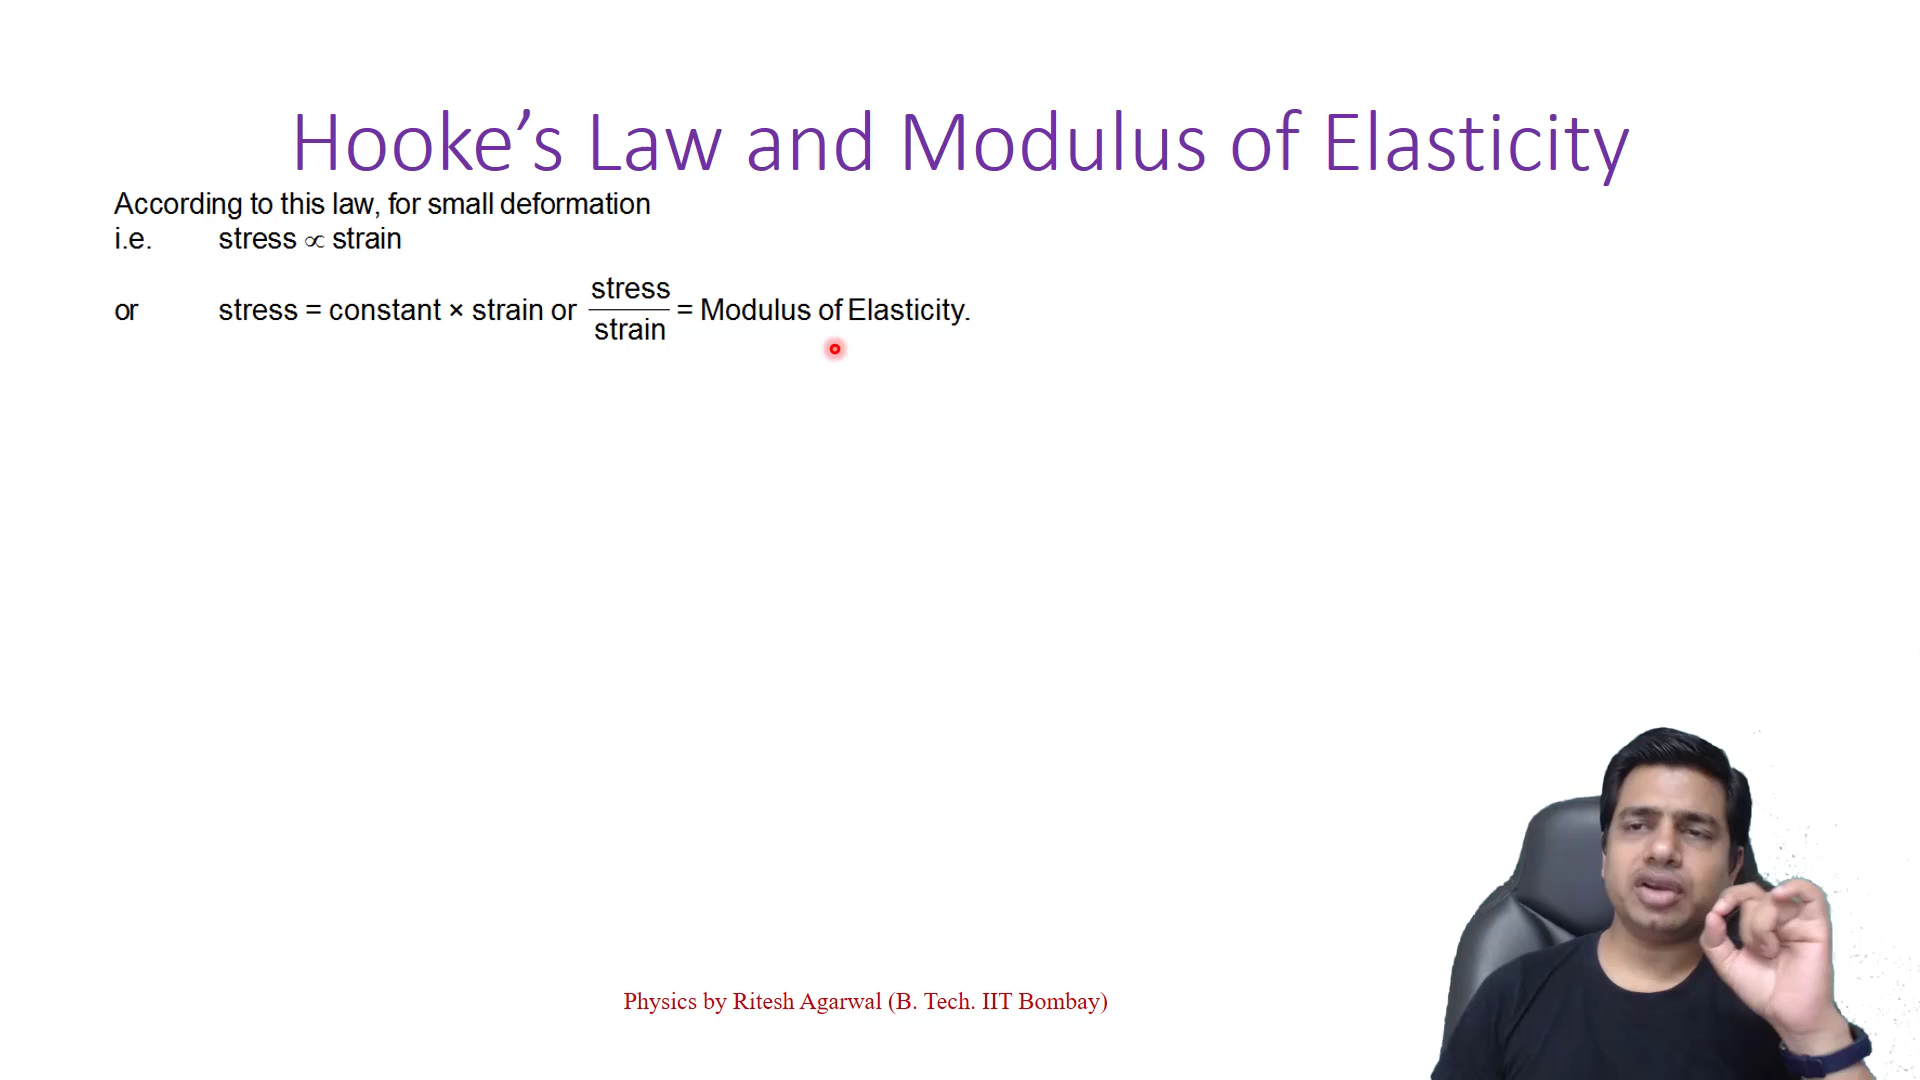 Hooke’s Law and Modulus of Elasticity
According to this law, for small deformation
i.e. stress ∝ strain
or stress = constant × strain or stress/strain = Modulus of Elasticity.
Physics by Ritesh Agarwal (B. Tech. IIT Bombay)